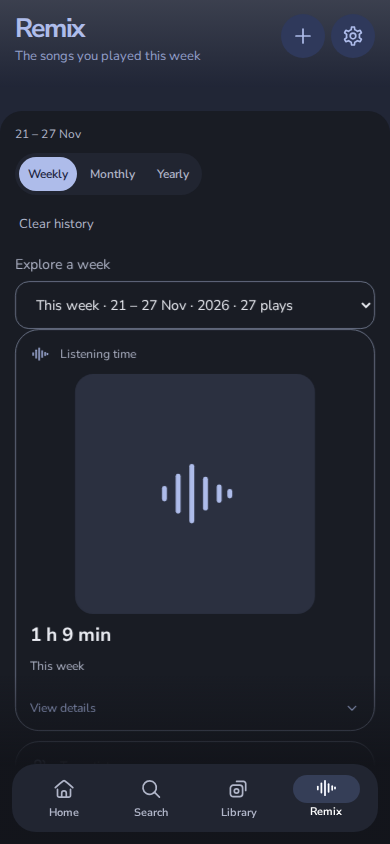 Remix
The songs you played this week
21 – 27 Nov
Weekly
Monthly
Yearly
Clear history
Explore a week
This week · 21 – 27 Nov · 2026 · 27 plays
Listening time
1 h 9 min
This week
View details
Home
Search
Library
Remix